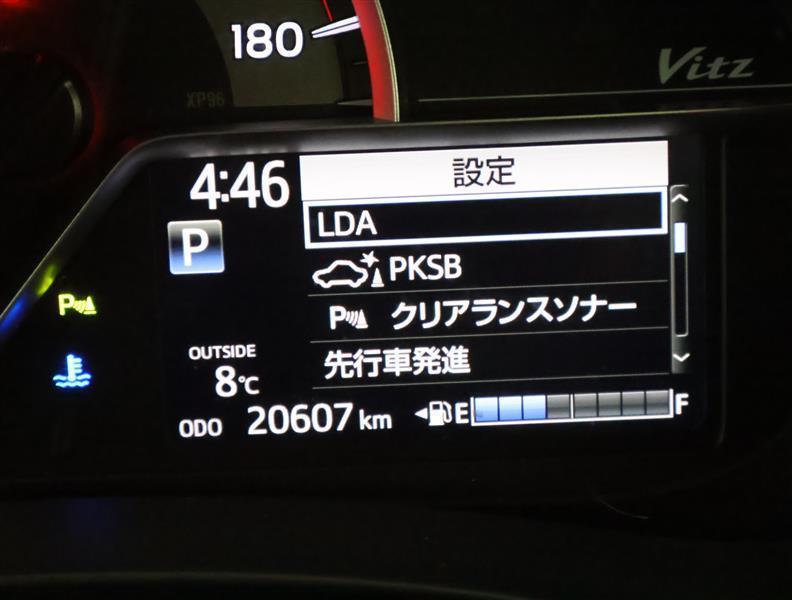 180
Vitz
XP96
4:46
設定
LDA
P
PKSB
P クリアランスソナー
P
先行車発進
OUTSIDE
8℃
ODO 20607 km
E F